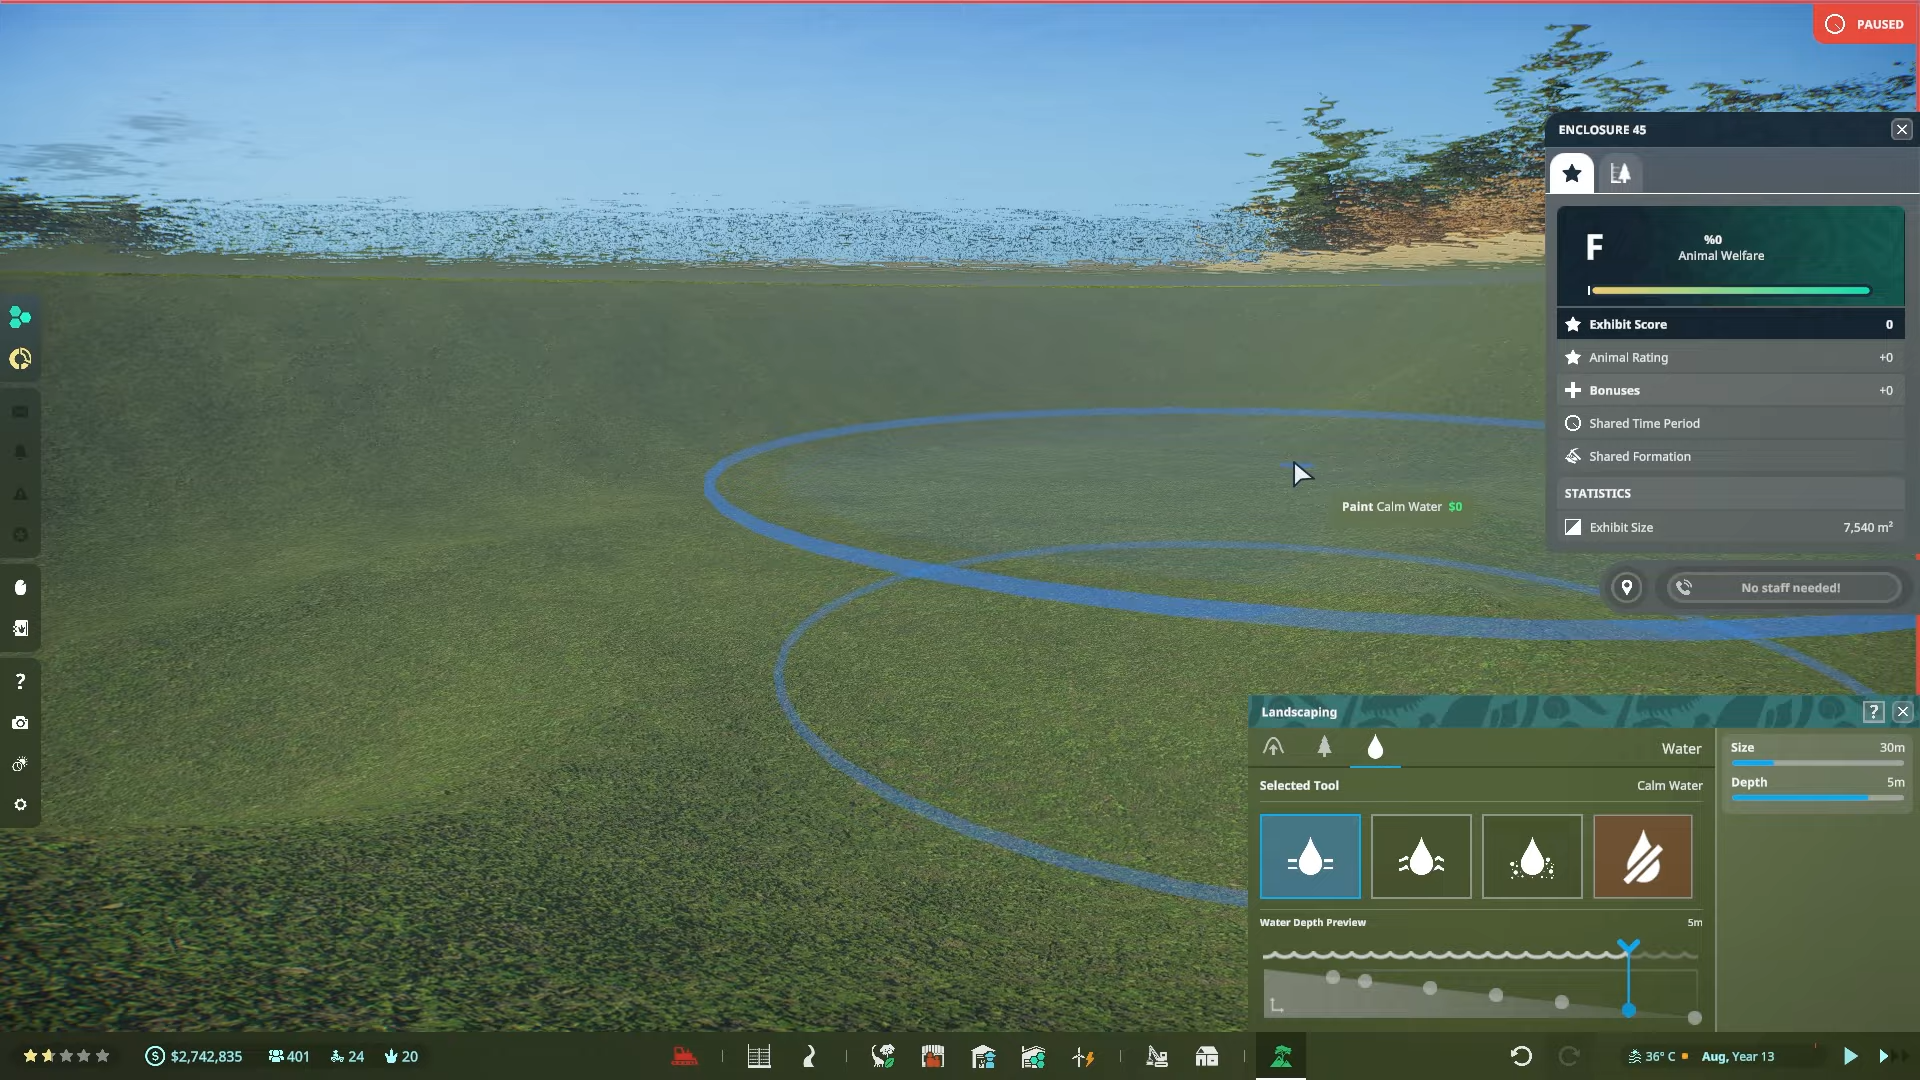 PAUSED
ENCLOSURE 45
F
%0
Animal Welfare
Exhibit Score 0
Animal Rating +0
Bonuses +0
Shared Time Period
Shared Formation
STATISTICS
Exhibit Size 7,540 m²
Paint Calm Water $0
No staff needed!
?
Landscaping ?
Water
Size 30m
Depth 5m
Selected Tool Calm Water
Water Depth Preview 5m
$2,742,835 401 24 20
36° C Aug, Year 13